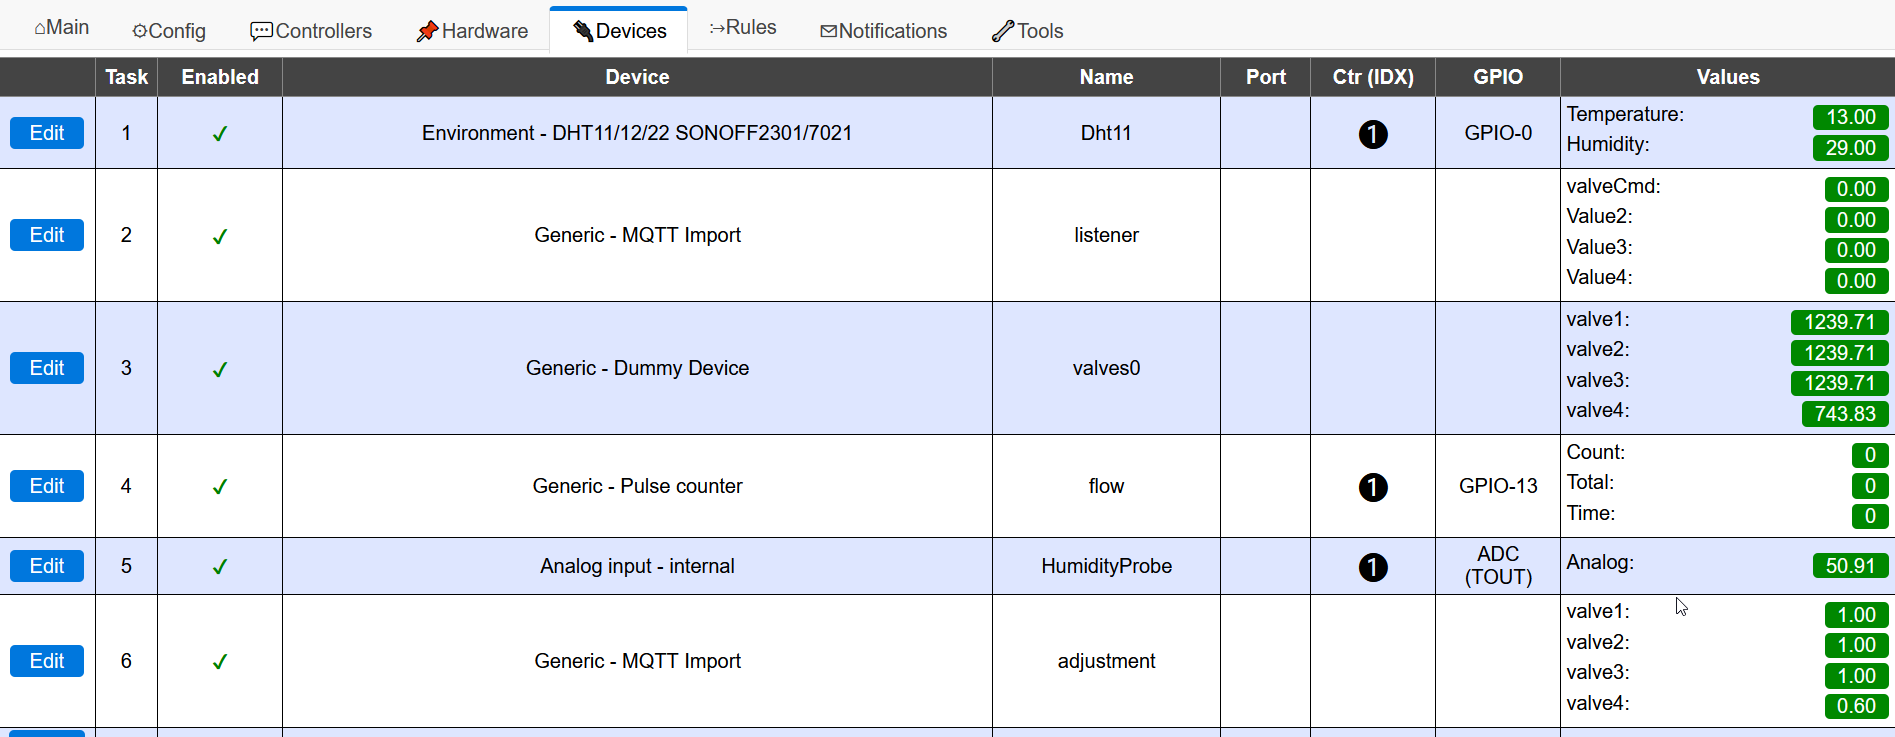 Main Config Controllers Hardware Devices Rules Notifications Tools
Task Enabled Device Name Port Ctr (IDX) GPIO Values
Edit 1 ✓ Environment - DHT11/12/22 SONOFF2301/7021 Dht11 1 GPIO-0
Temperature: 13.00
Humidity: 29.00
Edit 2 ✓ Generic - MQTT Import listener
valveCmd: 0.00
Value2: 0.00
Value3: 0.00
Value4: 0.00
Edit 3 ✓ Generic - Dummy Device valves0
valve1: 1239.71
valve2: 1239.71
valve3: 1239.71
valve4: 743.83
Edit 4 ✓ Generic - Pulse counter flow 1 GPIO-13
Count: 0
Total: 0
Time: 0
Edit 5 ✓ Analog input - internal HumidityProbe 1 ADC
(TOUT)
Analog: 50.91
Edit 6 ✓ Generic - MQTT Import adjustment
valve1: 1.00
valve2: 1.00
valve3: 1.00
valve4: 0.60